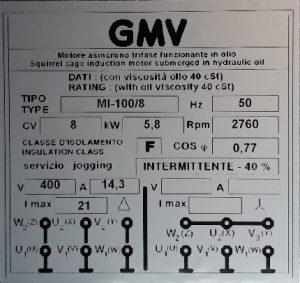 GMV
Motore asincrono trifase funzionante in olio
Squirrel cage induction motor submerged in hydraulic oil
DATI : (con viscosità olio 40 cSt)
RATING : (with oil viscosity 40 cSt)
TIPO TYPE MI-100/8 Hz 50
CV 8 kW 5,8 Rpm 2760
CLASSE D'ISOLAMENTO
INSULATION CLASS F COS φ 0,77
servizio jogging INTERMITTENTE - 40 %
V 400 A 14,3 V A
I max 21 △ I max
W2(Z) U2(X) V2(Y) W2(Z) U2(X) V2(Y)
U1(U) V1(V) W1(W) U1(U) V1(V) W1(W)